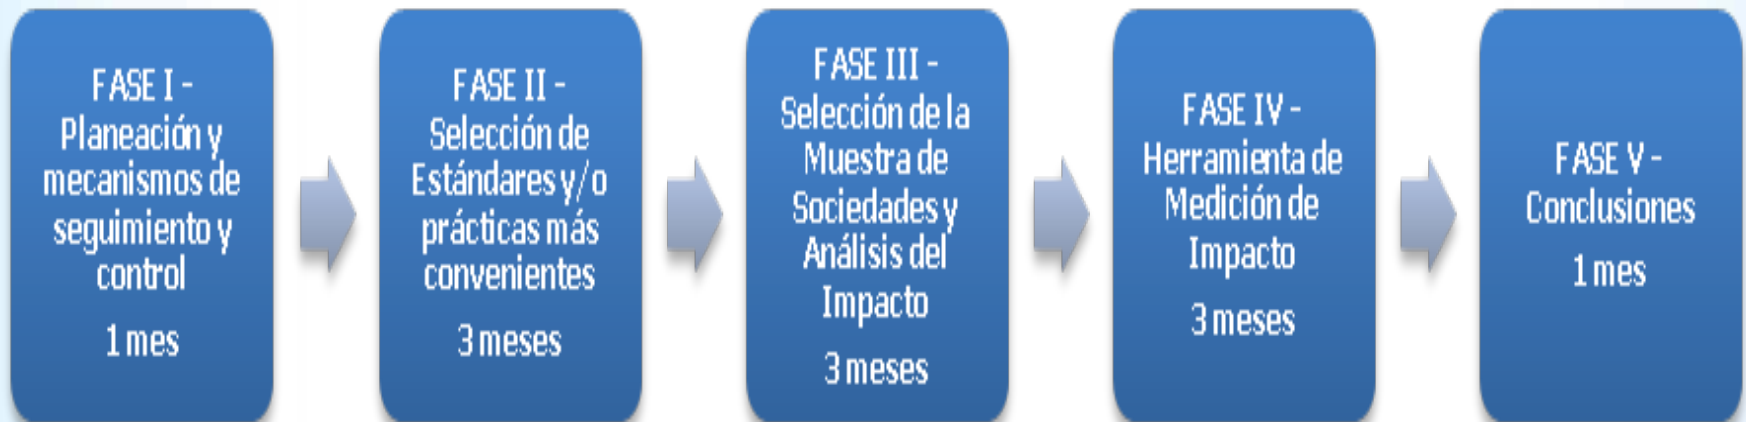 FASE I -
Planeación y
mecanismos de
seguimiento y
control
1 mes
FASE II -
Selección de
Estándares y/o
prácticas más
convenientes
3 meses
FASE III -
Selección de la
Muestra de
Sociedades y
Análisis del
Impacto
3 meses
FASE IV -
Herramienta de
Medición de
Impacto
3 meses
FASE V -
Conclusiones
1 mes